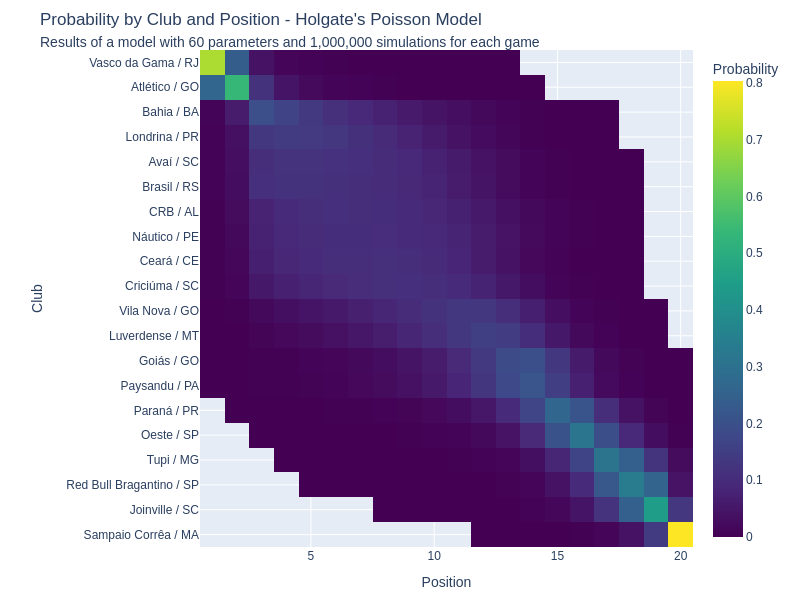 Probability by Club and Position - Holgate's Poisson Model
Results of a model with 60 parameters and 1,000,000 simulations for each game
Probability
Vasco da Gama / RJ
Atlético / GO
Bahia / BA
Londrina / PR
Avaí / SC
Brasil / RS
CRB / AL
Náutico / PE
Ceará / CE
Criciúma / SC
Vila Nova / GO
Luverdense / MT
Goiás / GO
Paysandu / PA
Paraná / PR
Oeste / SP
Tupi / MG
Red Bull Bragantino / SP
Joinville / SC
Sampaio Corrêa / MA
Club
5
10
15
20
Position
0.8
0.7
0.6
0.5
0.4
0.3
0.2
0.1
0